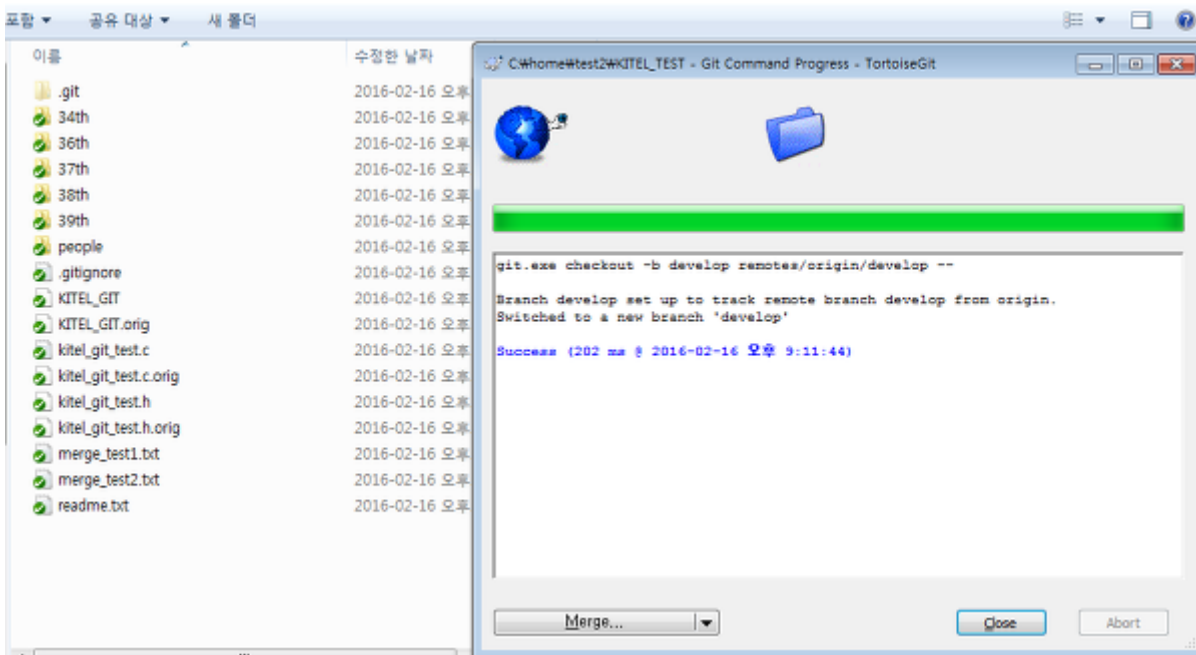 포함 ▼ 공유 대상 ▼ 새 폴더
이름 수정한 날짜
.git 2016-02-16 오후
34th 2016-02-16 오후
36th 2016-02-16 오후
37th 2016-02-16 오후
38th 2016-02-16 오후
39th 2016-02-16 오후
people 2016-02-16 오후
.gitignore 2016-02-16 오후
KITEL_GIT 2016-02-16 오후
KITEL_GIT.orig 2016-02-16 오후
kitel_git_test.c 2016-02-16 오후
kitel_git_test.c.orig 2016-02-16 오후
kitel_git_test.h 2016-02-16 오후
kitel_git_test.h.orig 2016-02-16 오후
merge_test1.txt 2016-02-16 오후
merge_test2.txt 2016-02-16 오후
readme.txt 2016-02-16 오후
C:₩home₩test2₩KITEL_TEST - Git Command Progress - TortoiseGit
git.exe checkout -b develop remotes/origin/develop --
Branch develop set up to track remote branch develop from origin.
Switched to a new branch 'develop'
Success (202 ms @ 2016-02-16 오후 9:11:44)
Merge...
Close
Abort